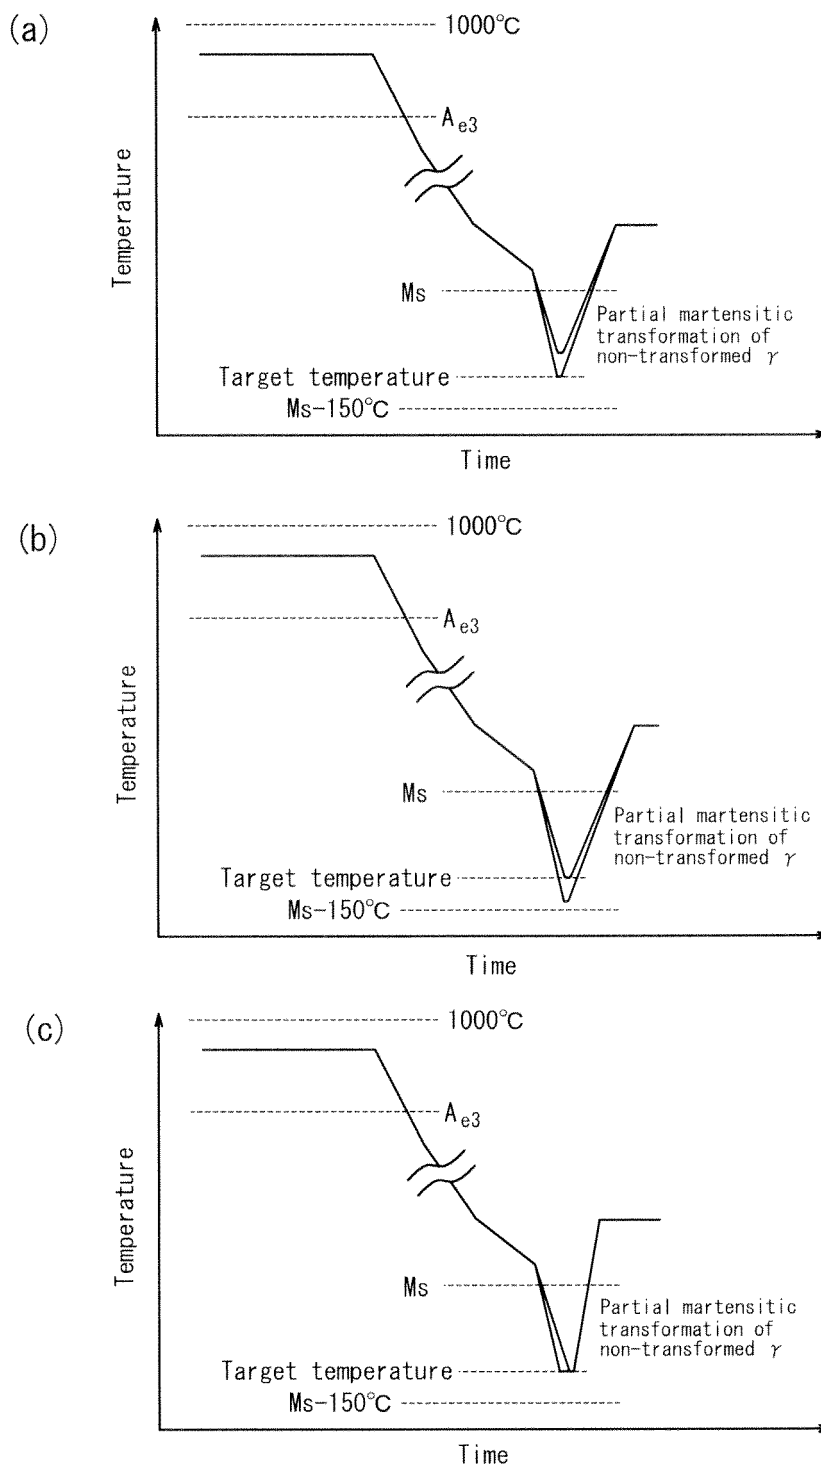 (a)
1000℃
Ae3
Temperature
Ms
Partial martensitic
transformation of
non-transformed γ
Target temperature
Ms-150℃
Time
(b)
1000℃
Ae3
Temperature
Ms
Partial martensitic
transformation of
non-transformed γ
Target temperature
Ms-150℃
Time
(c)
1000℃
Ae3
Temperature
Ms
Partial martensitic
transformation of
non-transformed γ
Target temperature
Ms-150℃
Time